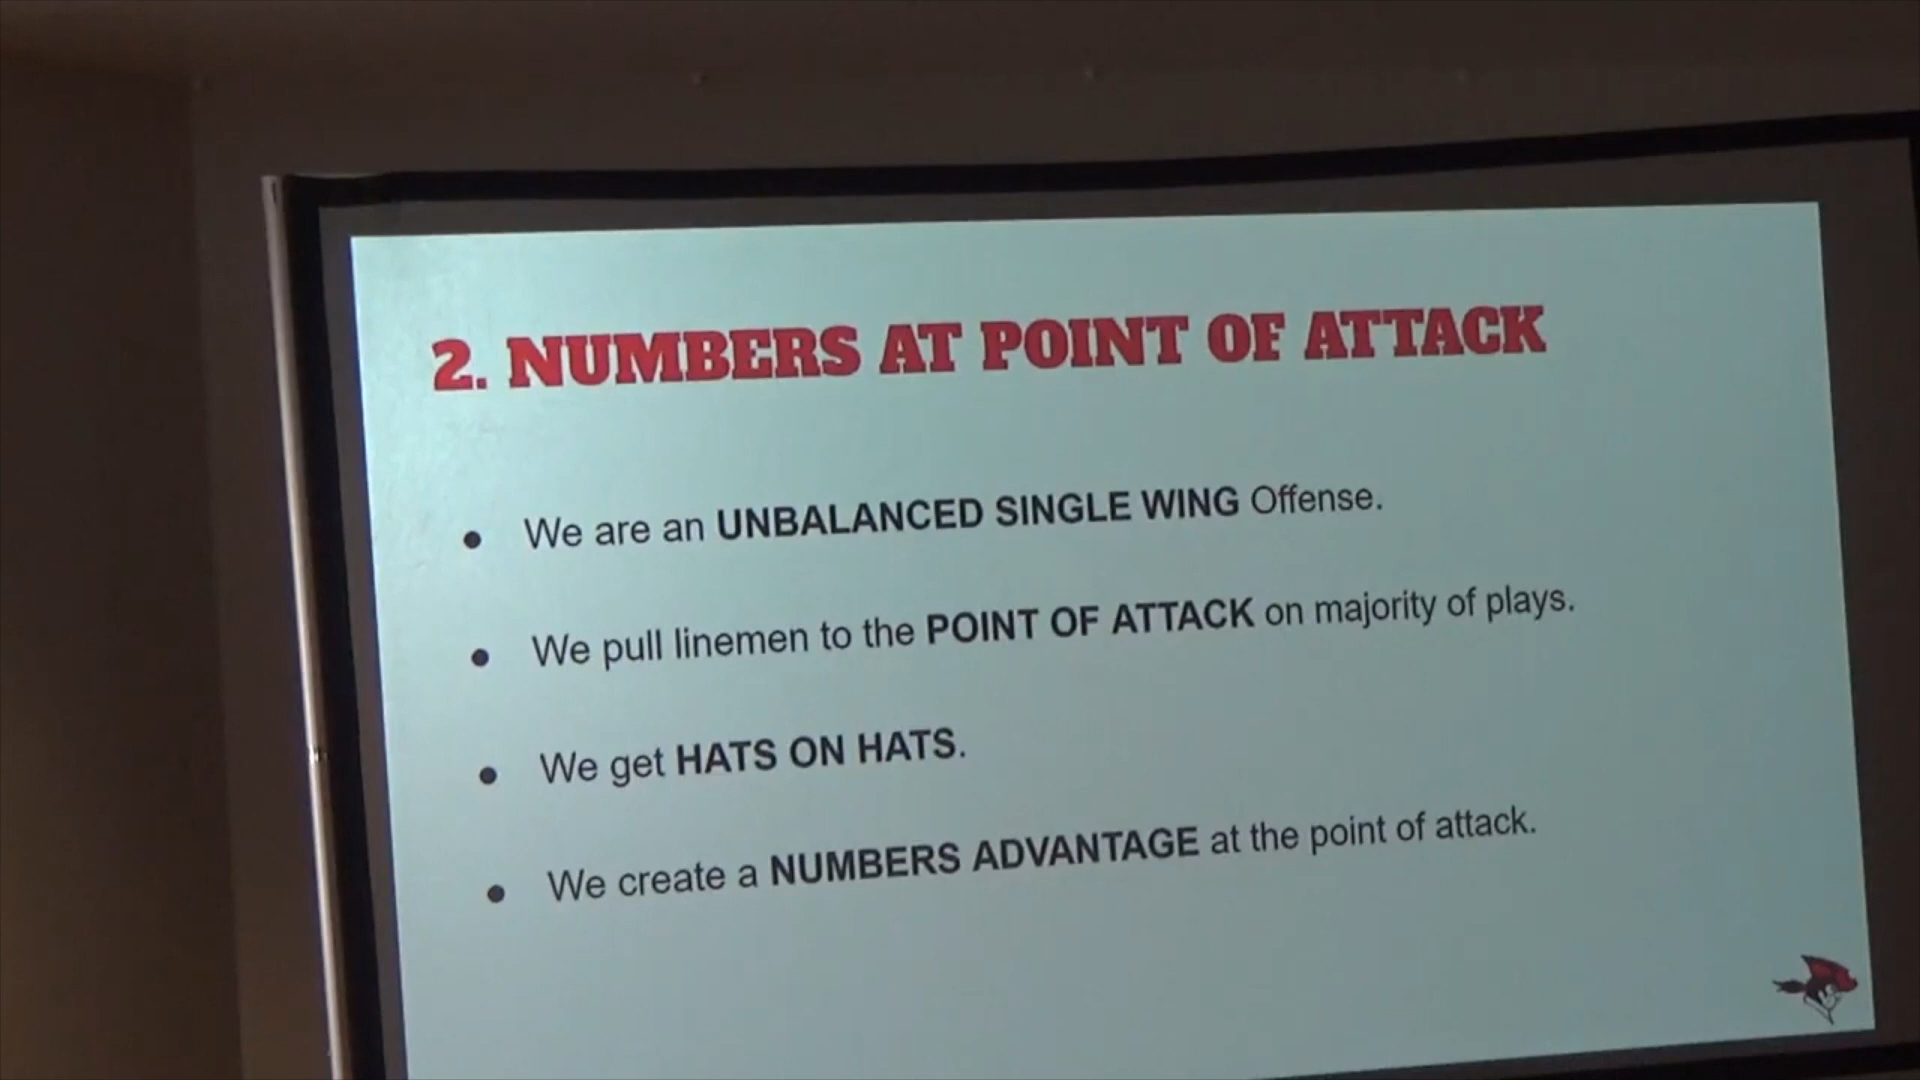 2. NUMBERS AT POINT OF ATTACK
● We are an UNBALANCED SINGLE WING Offense.
● We pull linemen to the POINT OF ATTACK on majority of plays.
● We get HATS ON HATS.
● We create a NUMBERS ADVANTAGE at the point of attack.